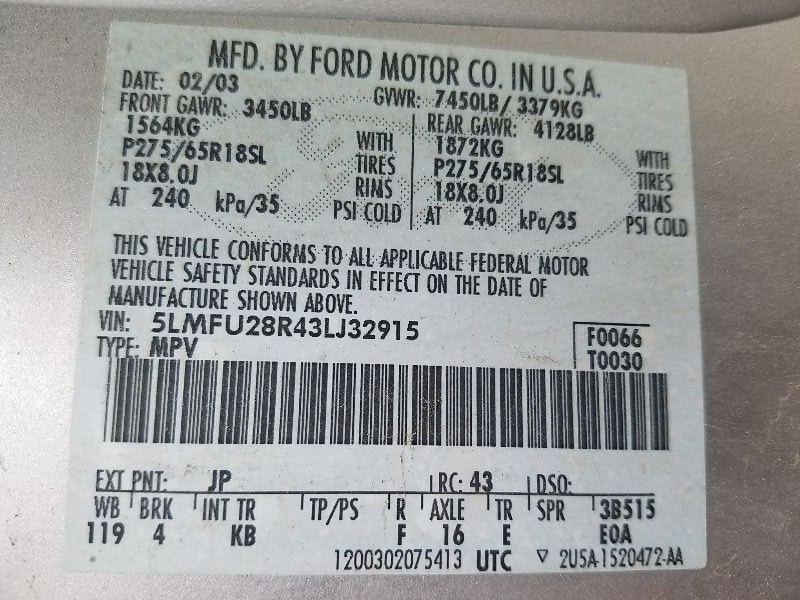 MFD. BY FORD MOTOR CO. IN U.S.A.
DATE: 02/03 GVWR: 7450LB/ 3379KG
FRONT GAWR: 3450LB REAR GAWR: 4128LB
1564KG WITH 1872KG WITH
P275/65R18SL TIRES P275/65R18SL TIRES
18X8.0J RINS 18X8.0J RIMS
AT 240 kPa/35 PSI COLD AT 240 kPa/35 PSI COLD
THIS VEHICLE CONFORMS TO ALL APPLICABLE FEDERAL MOTOR
VEHICLE SAFETY STANDARDS IN EFFECT ON THE DATE OF
MANUFACTURE SHOWN ABOVE.
VIN: 5LMFU28R43LJ32915 F0066
TYPE: MPV T0030
EXT PNT: JP RC: 43 DSO:
WB BRK INT TR TP/PS R AXLE TR SPR 3B515
119 4 KB F 16 E EOA
1200302075413 UTC ▽ 2U5A-1520472-AA